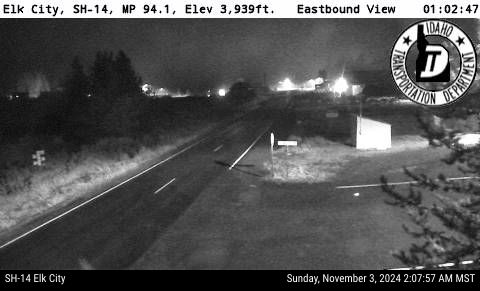 Elk City, SH-14, MP 94.1, Elev 3,939ft. Eastbound View 01:02:47
IDAHO
TRANSPORTATION DEPARTMENT
SH-14 Elk City Sunday, November 3, 2024 2:07:57 AM MST